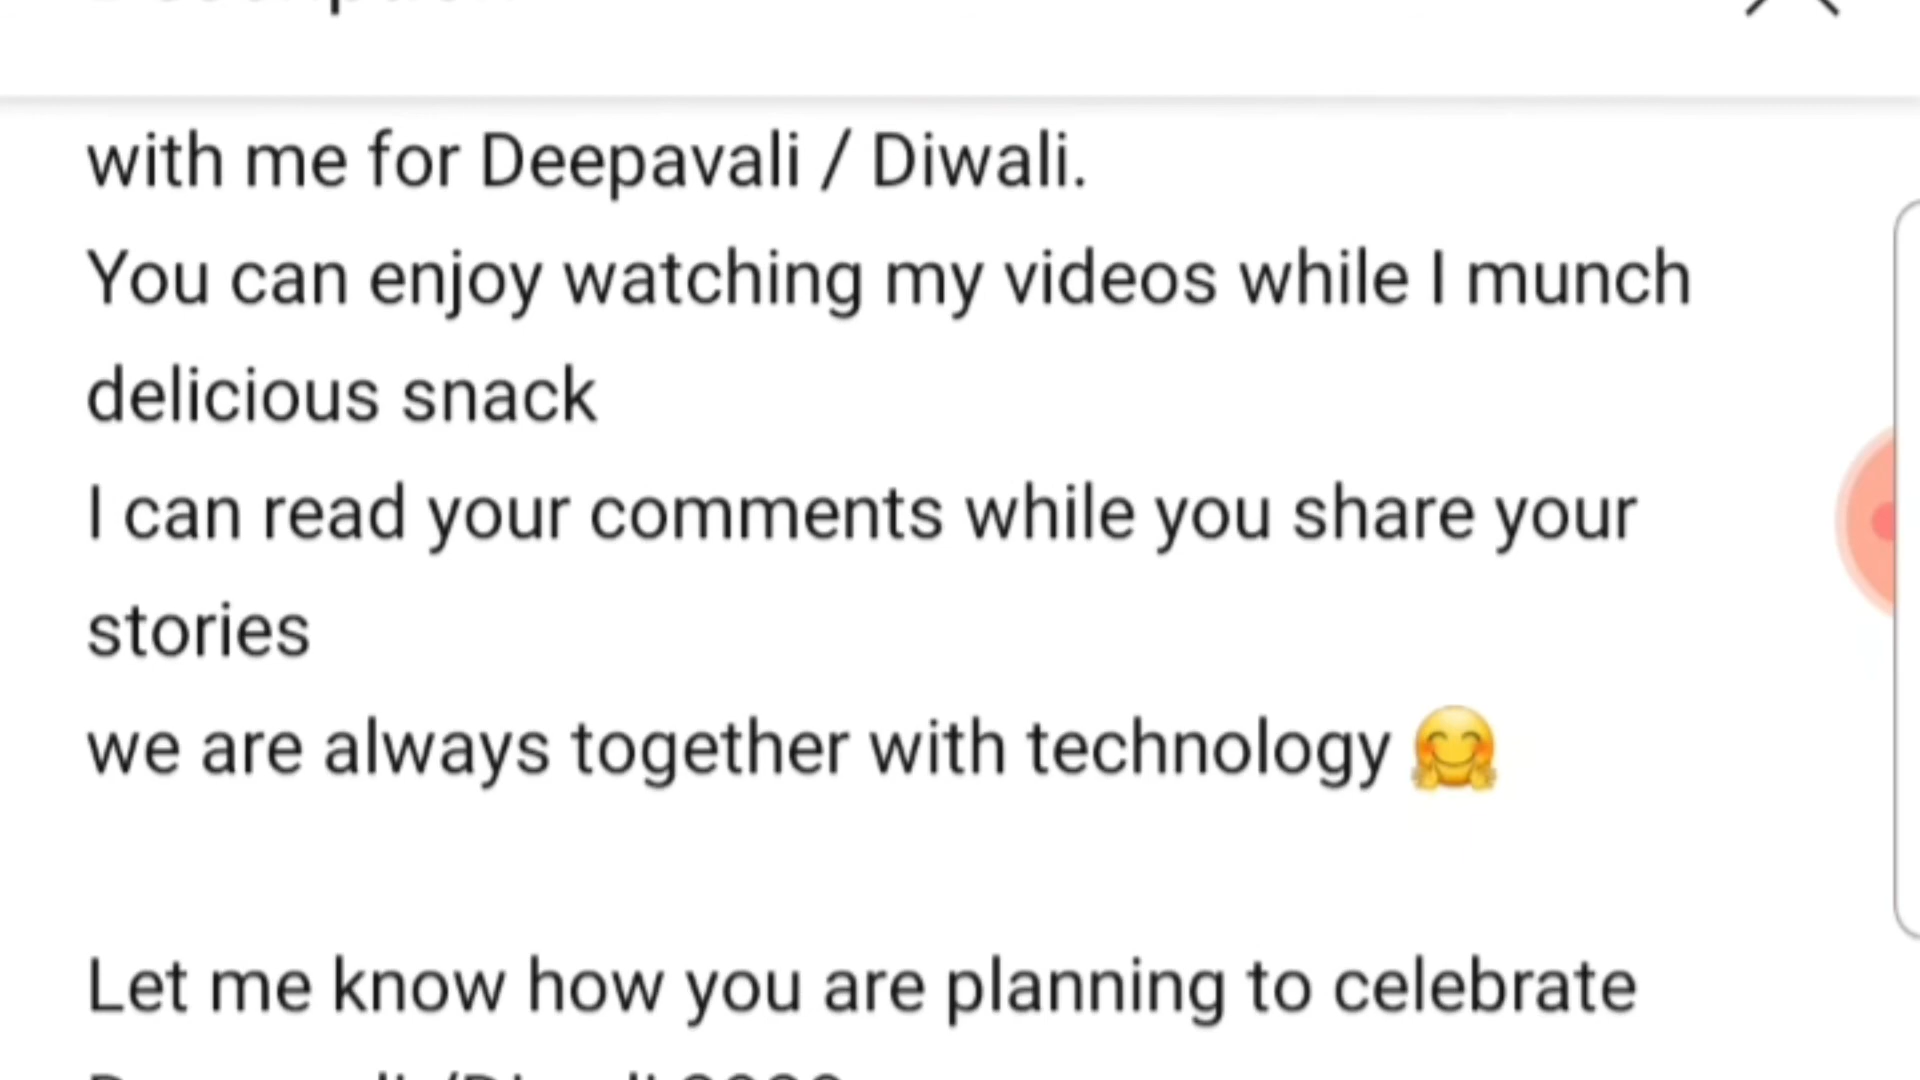 with me for Deepavali / Diwali.
You can enjoy watching my videos while I munch
delicious snack
I can read your comments while you share your
stories
we are always together with technology 🤗
Let me know how you are planning to celebrate